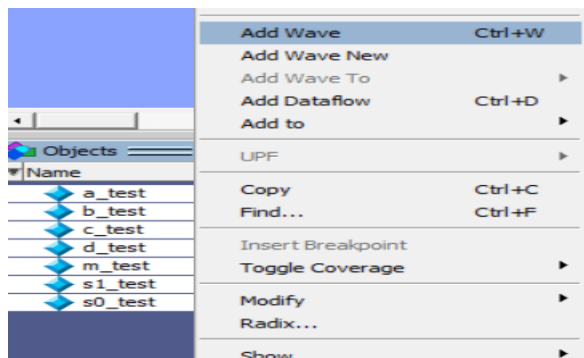 Add Wave Ctrl+W
Add Wave New
Add Wave To
Add Dataflow Ctrl+D
Add to
UPF
Copy Ctrl+C
Find... Ctrl+F
Insert Breakpoint
Toggle Coverage
Modify
Radix...
Show
Objects
Name
a_test
b_test
c_test
d_test
m_test
s1_test
s0_test